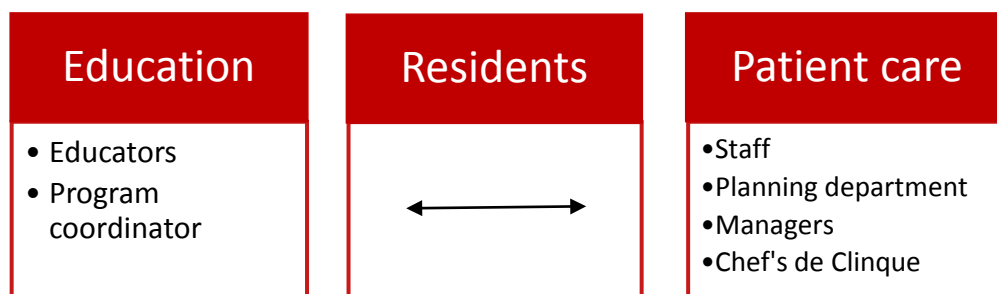 Education
• Educators
• Program
coordinator
Residents
Patient care
•Staff
•Planning department
•Managers
•Chef's de Clinque